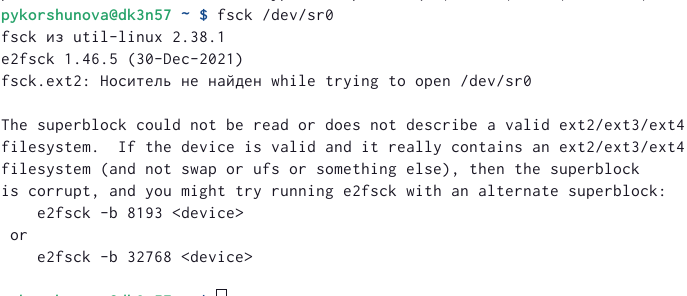 pykorshunova@dk3n57 ~ $ fsck /dev/sr0
fsck из util-linux 2.38.1
e2fsck 1.46.5 (30-Dec-2021)
fsck.ext2: Носитель не найден while trying to open /dev/sr0
The superblock could not be read or does not describe a valid ext2/ext3/ext4
filesystem.  If the device is valid and it really contains an ext2/ext3/ext4
filesystem (and not swap or ufs or something else), then the superblock
is corrupt, and you might try running e2fsck with an alternate superblock:
    e2fsck -b 8193 <device>
 or
    e2fsck -b 32768 <device>